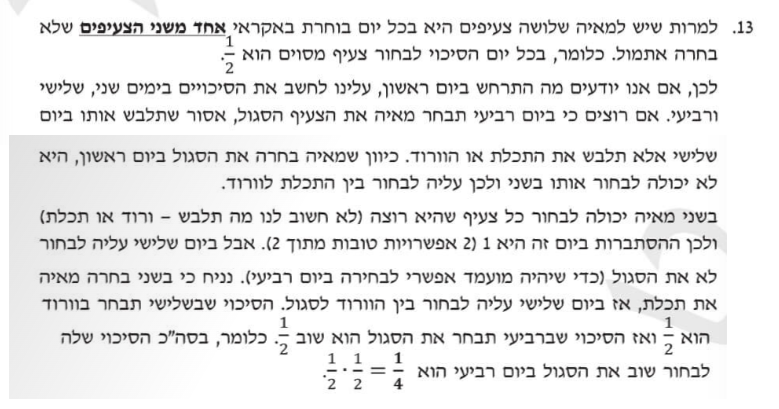 13. למרות שיש למאיה שלושה צעיפים היא בכל יום בוחרת באקראי אחד משני הצעיפים שלא
בחרה אתמול. כלומר, בכל יום הסיכוי לבחור צעיף מסוים הוא 1/2.
לכן, אם אנו יודעים מה התרחש ביום ראשון, עלינו לחשב את הסיכויים בימים שני, שלישי
ורביעי. אם רוצים כי ביום רביעי תבחר מאיה את הצעיף הסגול, אסור שתלבש אותו ביום
שלישי אלא תלבש את התכלת או הוורוד. כיוון שמאיה בחרה את הסגול ביום ראשון, היא
לא יכולה לבחור אותו בשני ולכן עליה לבחור בין התכלת לוורוד.
בשני מאיה יכולה לבחור כל צעיף שהיא רוצה (לא חשוב לנו מה תלבש – ורוד או תכלת)
ולכן ההסתברות ביום זה היא 1 (2 אפשרויות טובות מתוך 2). אבל ביום שלישי עליה לבחור
לא את הסגול (כדי שיהיה מועמד אפשרי לבחירה ביום רביעי). נניח כי בשני בחרה מאיה
את תכלת, אז ביום שלישי עליה לבחור בין הוורוד לסגול. הסיכוי שבשלישי תבחר בוורוד
הוא 1/2 ואז הסיכוי שברביעי תבחר את הסגול הוא שוב 1/2. כלומר, בסה"כ הסיכוי שלה
לבחור שוב את הסגול ביום רביעי הוא 1/2 · 1/2 = 1/4.